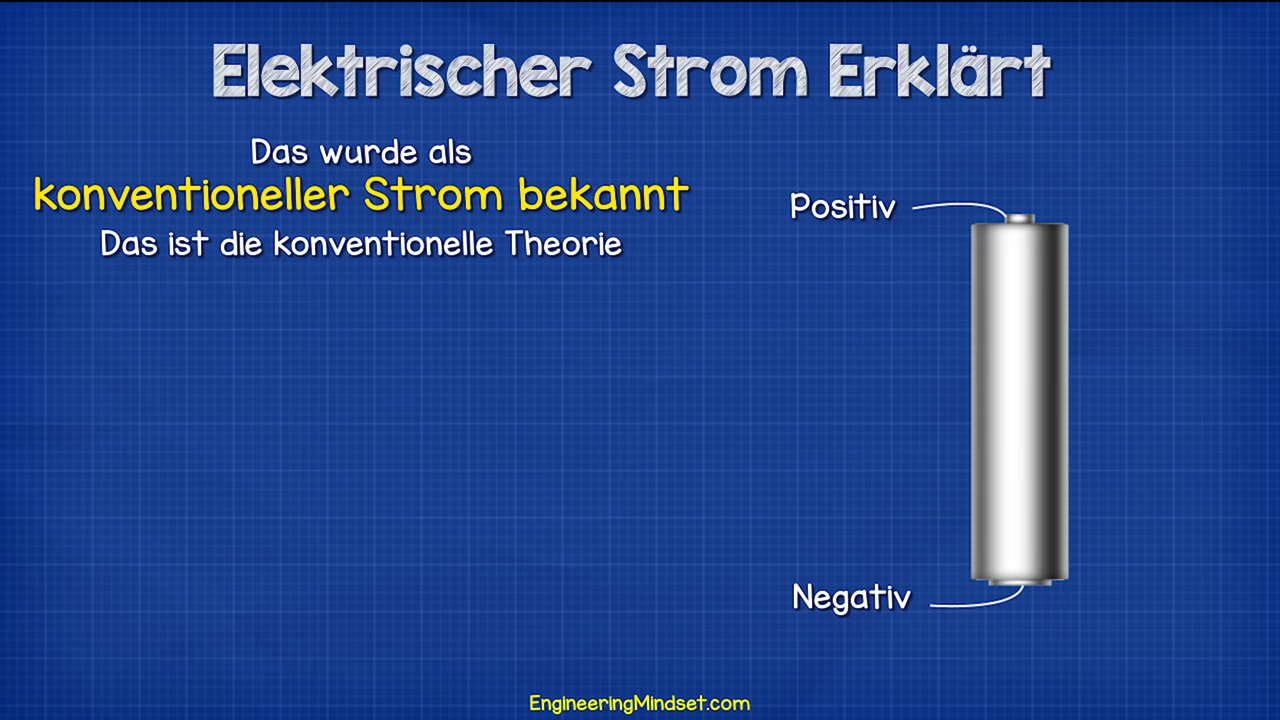 Elektrischer Strom Erklärt
Das wurde als
konventioneller Strom bekannt
Das ist die konventionelle Theorie
Positiv
Negativ
EngineeringMindset.com